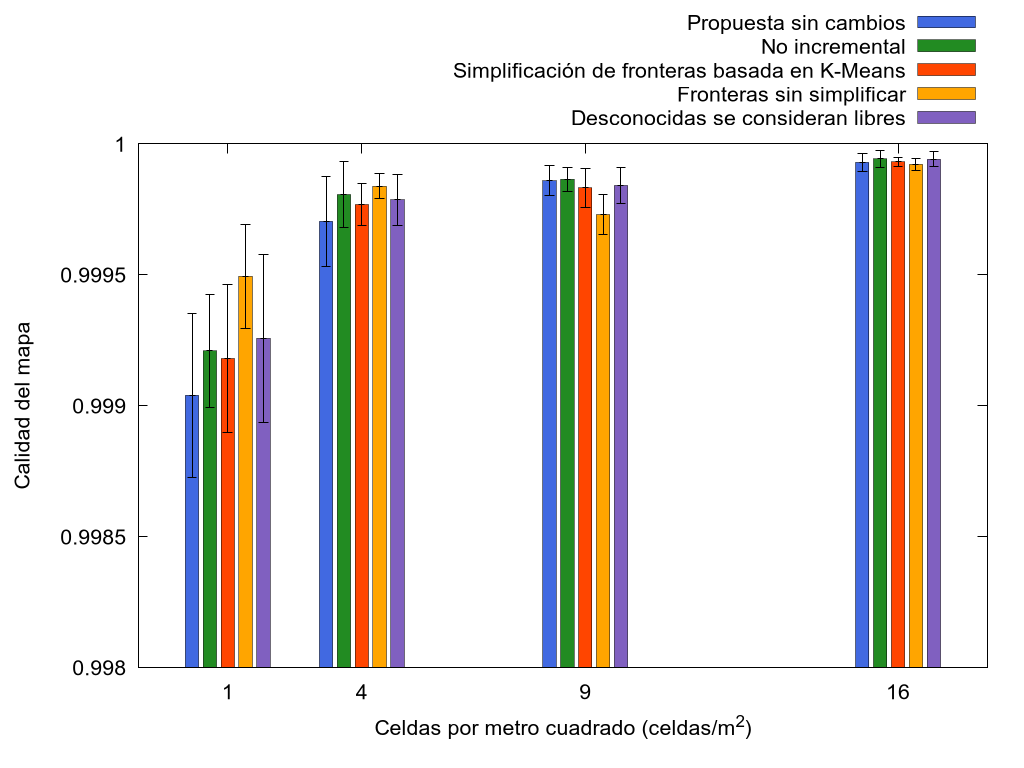 Propuesta sin cambios
No incremental
Simplificación de fronteras basada en K-Means
Fronteras sin simplificar
Desconocidas se consideran libres
1
0.9995
0.999
0.9985
0.998
Calidad del mapa
1 4 9 16
Celdas por metro cuadrado (celdas/m²)